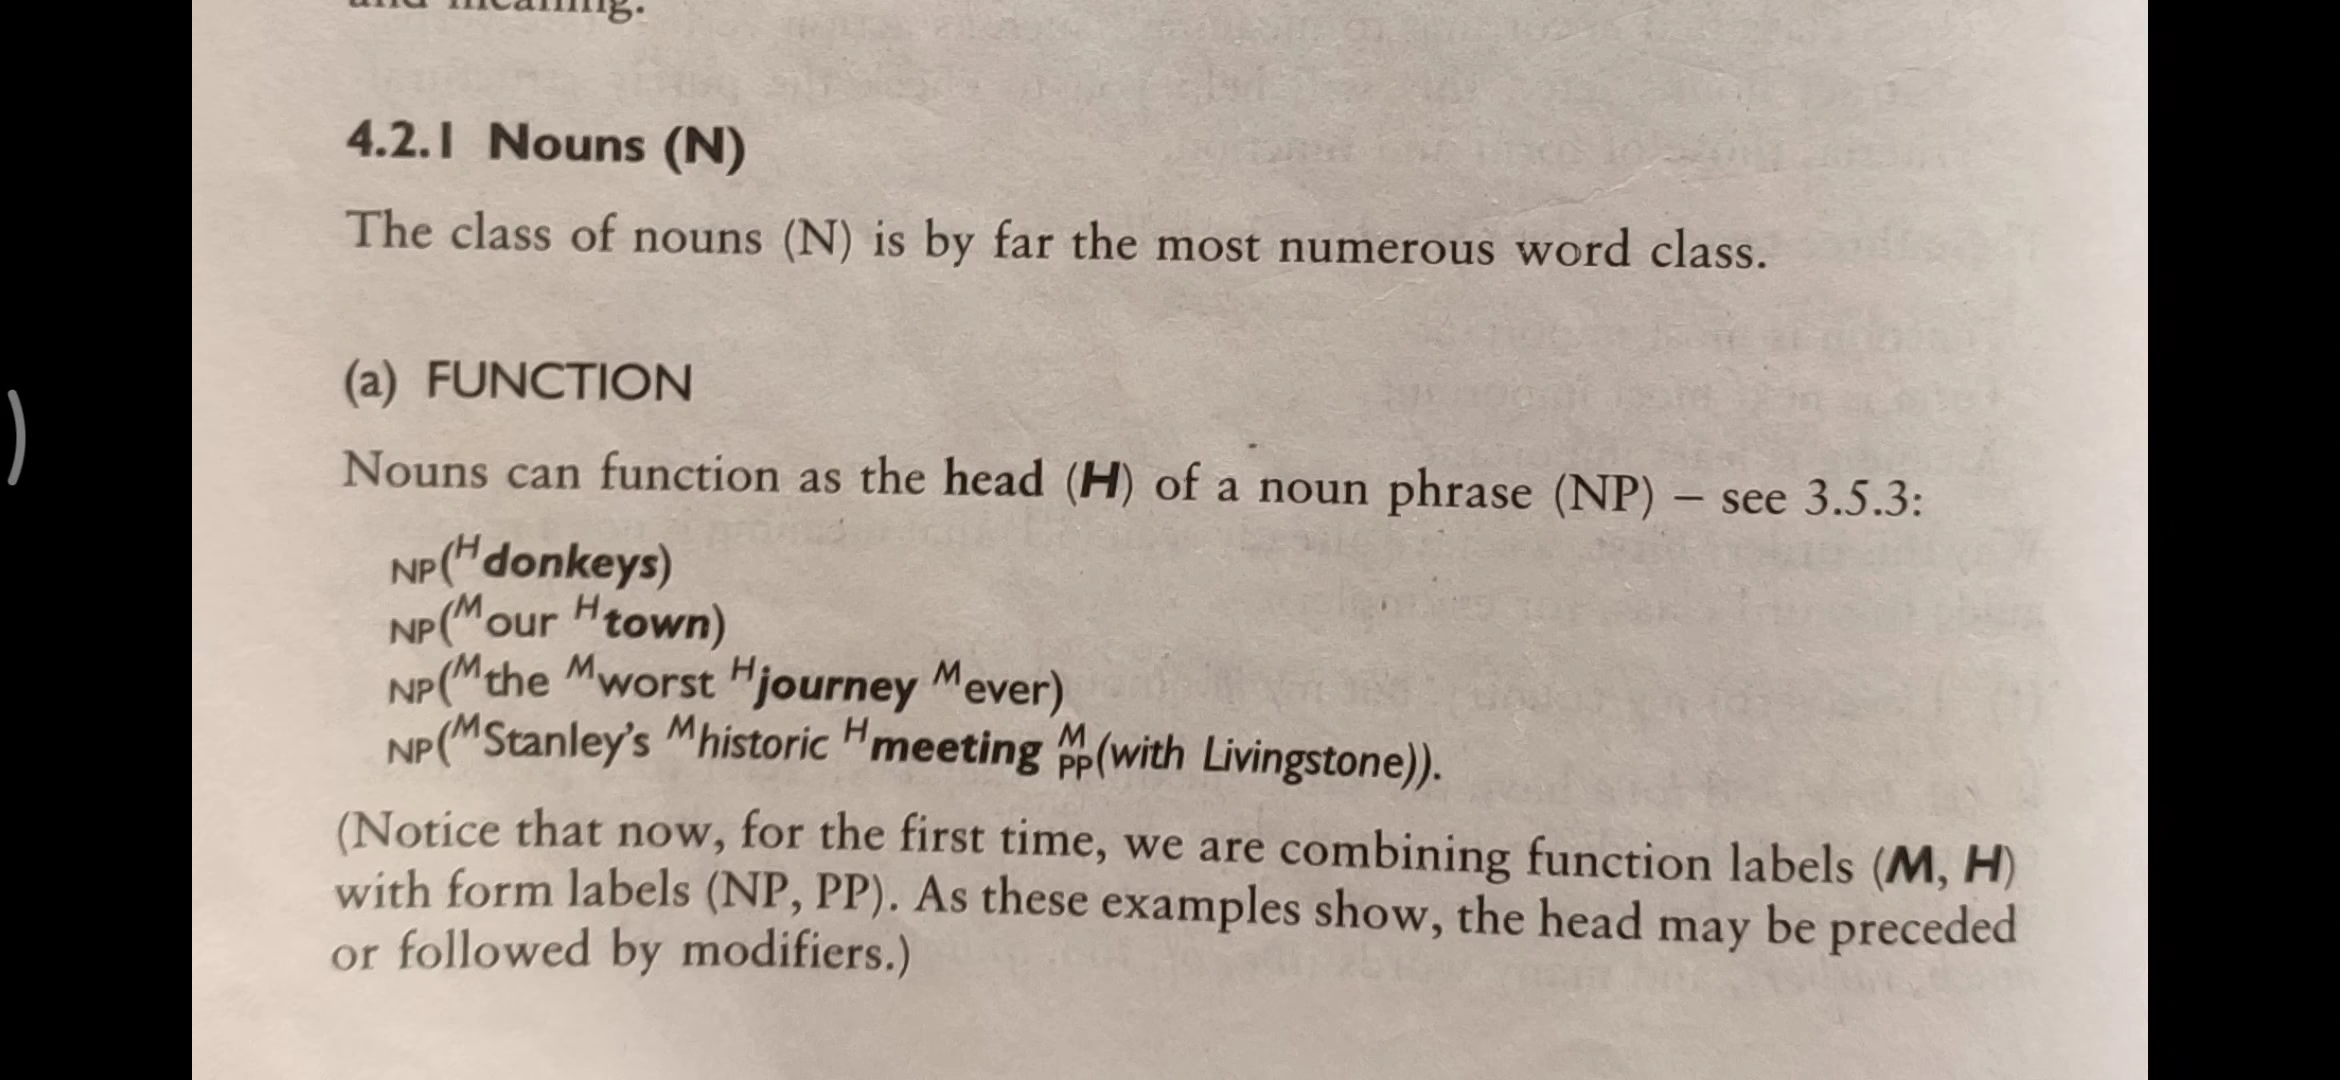 and meaning.
4.2.1 Nouns (N)
The class of nouns (N) is by far the most numerous word class.
(a) FUNCTION
Nouns can function as the head (H) of a noun phrase (NP) – see 3.5.3:
NP(Hdonkeys)
NP(Mour Htown)
NP(Mthe Mworst Hjourney Mever)
NP(MStanley's Mhistoric Hmeeting MPP(with Livingstone)).
(Notice that now, for the first time, we are combining function labels (M, H)
with form labels (NP, PP). As these examples show, the head may be preceded
or followed by modifiers.)